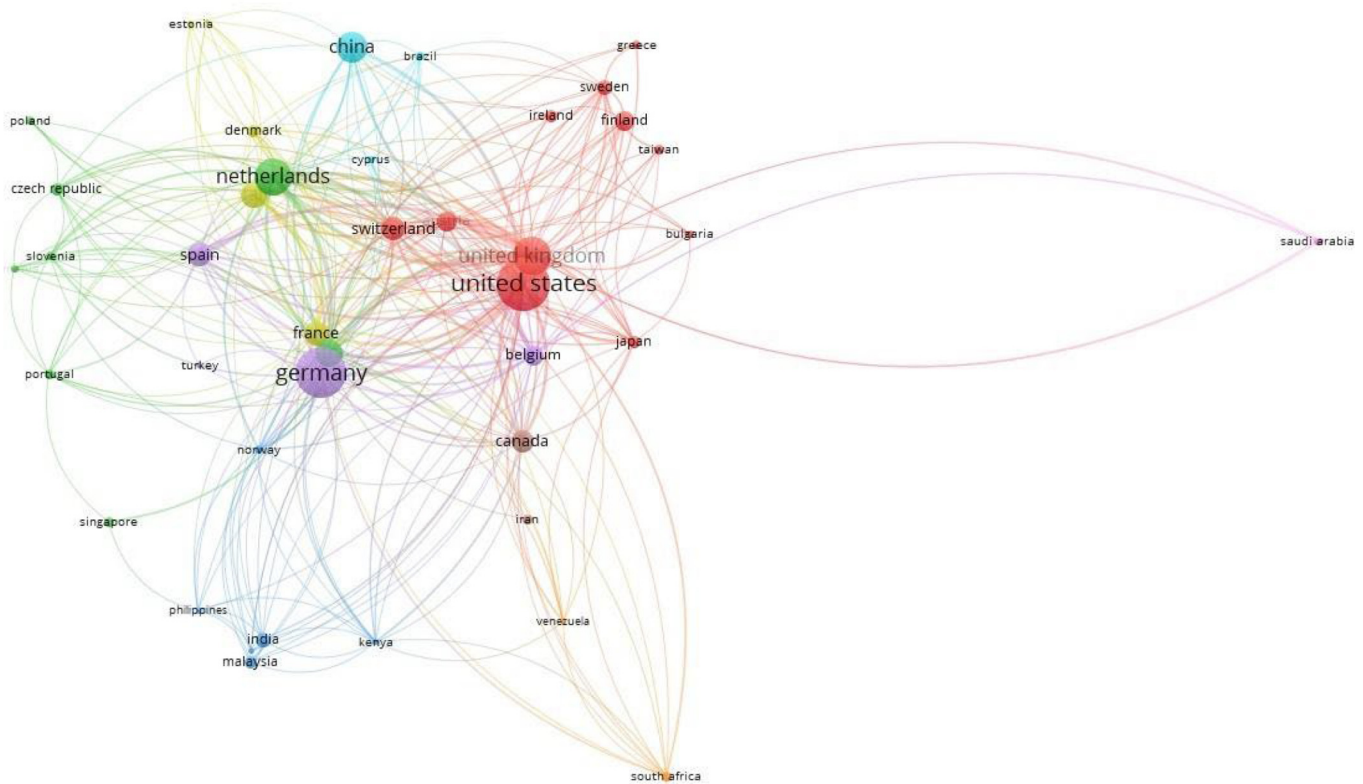 estonia
china
brazil
greece
sweden
ireland
finland
poland
denmark
taiwan
cyprus
netherlands
czech republic
switzerland
bulgaria
saudi arabia
slovenia
spain
united kingdom
united states
france
japan
belgium
turkey
portugal
germany
canada
norway
singapore
iran
philippines
venezuela
india
kenya
malaysia
south africa